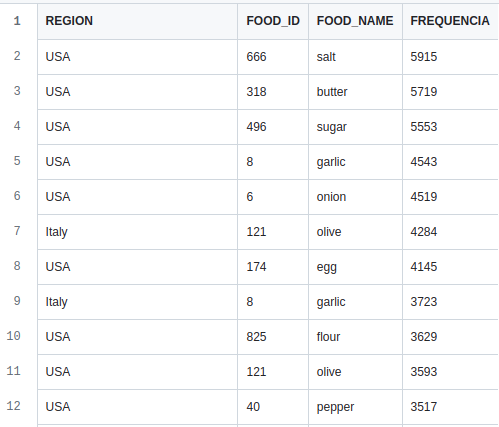 1 REGION FOOD_ID FOOD_NAME FREQUENCIA
2 USA 666 salt 5915
3 USA 318 butter 5719
4 USA 496 sugar 5553
5 USA 8 garlic 4543
6 USA 6 onion 4519
7 Italy 121 olive 4284
8 USA 174 egg 4145
9 Italy 8 garlic 3723
10 USA 825 flour 3629
11 USA 121 olive 3593
12 USA 40 pepper 3517